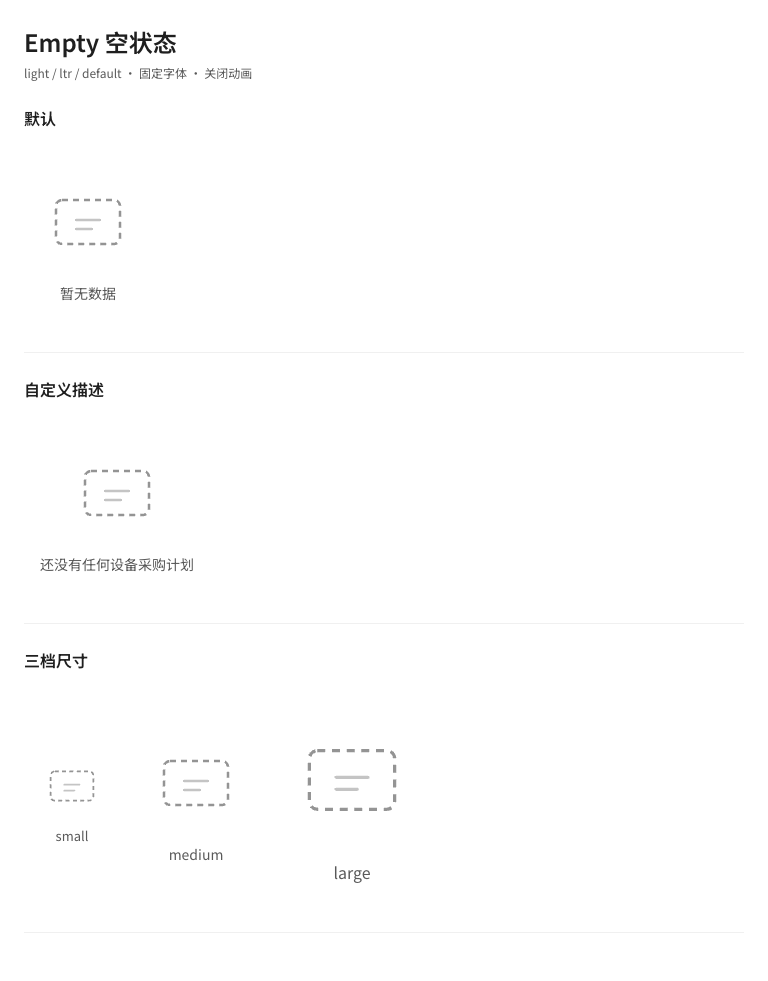 Empty 空状态
light / ltr / default ・ 固定字体 ・ 关闭动画
默认
暂无数据
自定义描述
还没有任何设备采购计划
三档尺寸
small
medium
large